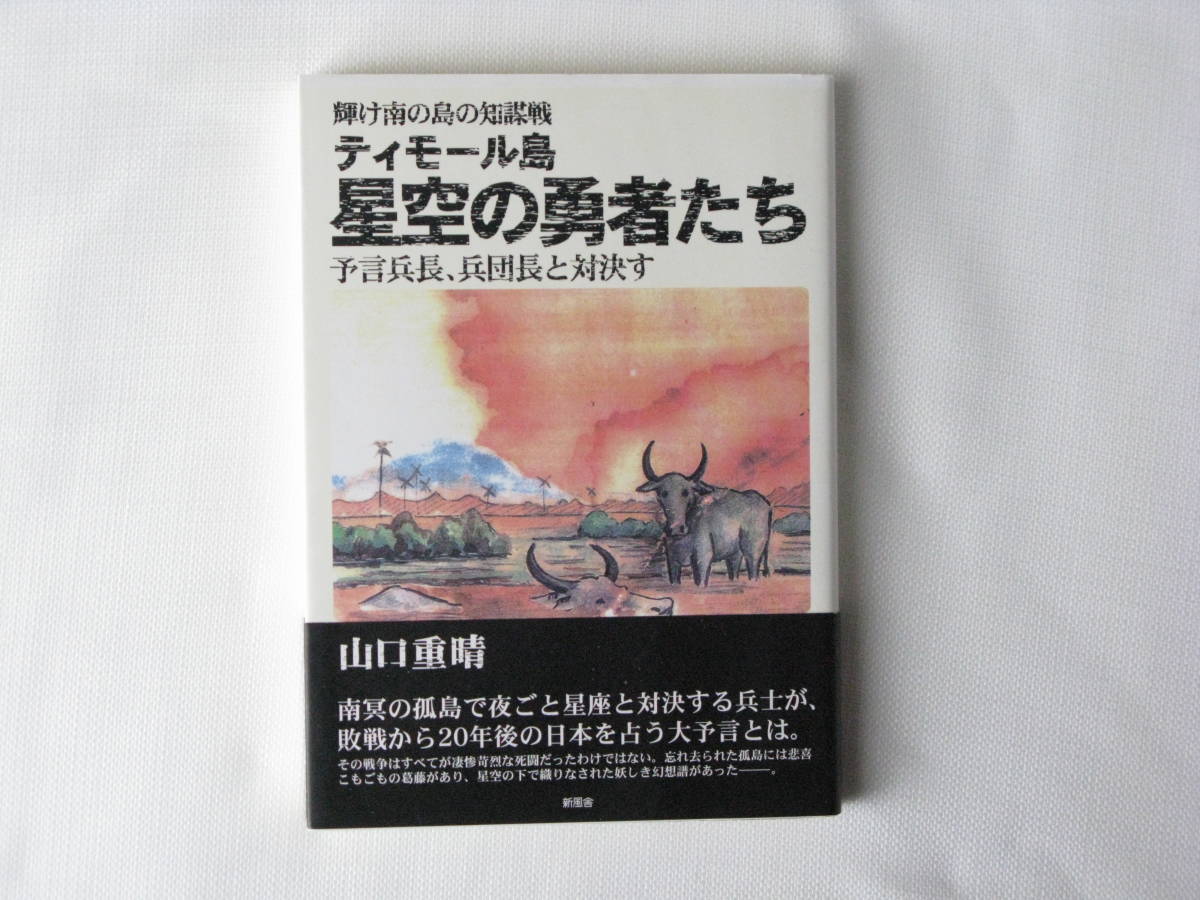 輝け南の島の知謀戦
ティモール島
星空の勇者たち
予言兵長、兵団長と対決す
山口重晴
南冥の孤島で夜ごと星座と対決する兵士が、
敗戦から20年後の日本を占う大予言とは。
その戦争はすべてが凄惨苛烈な死闘だったわけではない。忘れ去られた孤島には悲喜
こもごもの葛藤があり、星空の下で織りなされた妖しき幻想譜があった――。
新風舎